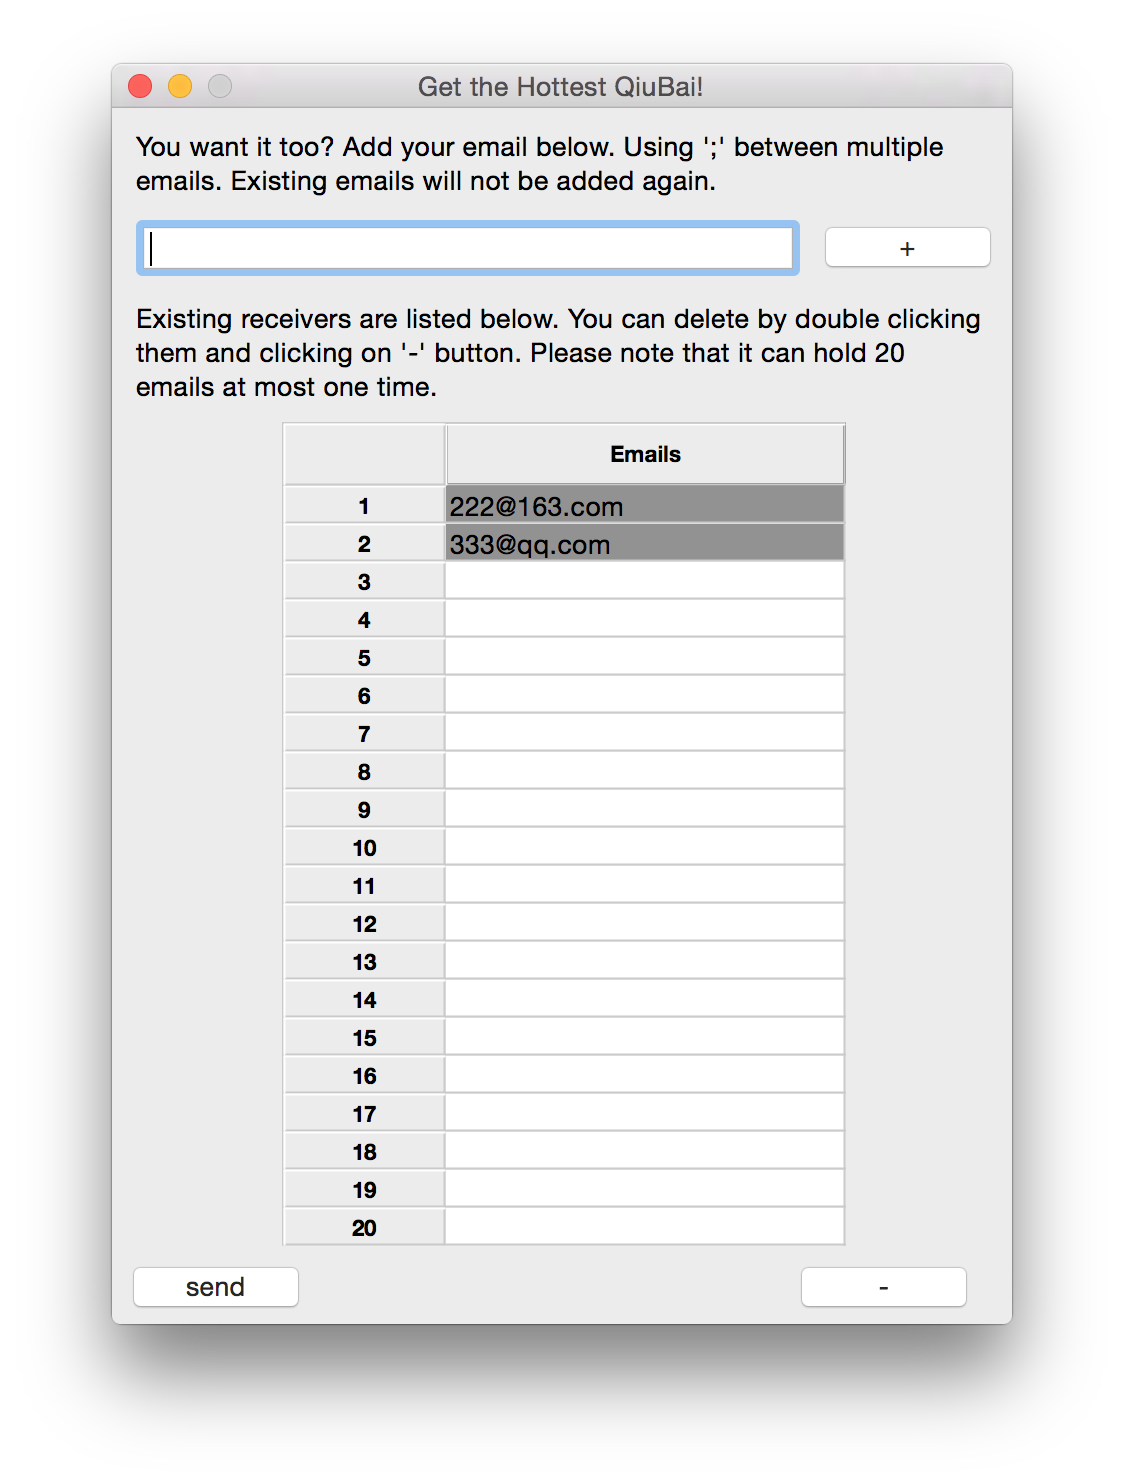 Get the Hottest QiuBai!
You want it too? Add your email below. Using ';' between multiple
emails. Existing emails will not be added again.
+
Existing receivers are listed below. You can delete by double clicking
them and clicking on '-' button. Please note that it can hold 20
emails at most one time.
Emails
1 222@163.com
2 333@qq.com
3
4
5
6
7
8
9
10
11
12
13
14
15
16
17
18
19
20
send -